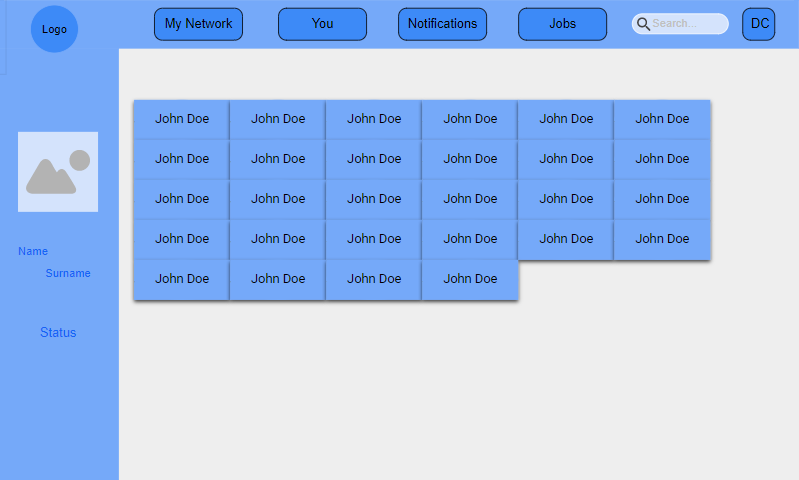 Logo
My Network
You
Notifications
Jobs
Search...
DC
Name
Surname
Status
John Doe John Doe John Doe John Doe John Doe John Doe
John Doe John Doe John Doe John Doe John Doe John Doe
John Doe John Doe John Doe John Doe John Doe John Doe
John Doe John Doe John Doe John Doe John Doe John Doe
John Doe John Doe John Doe John Doe